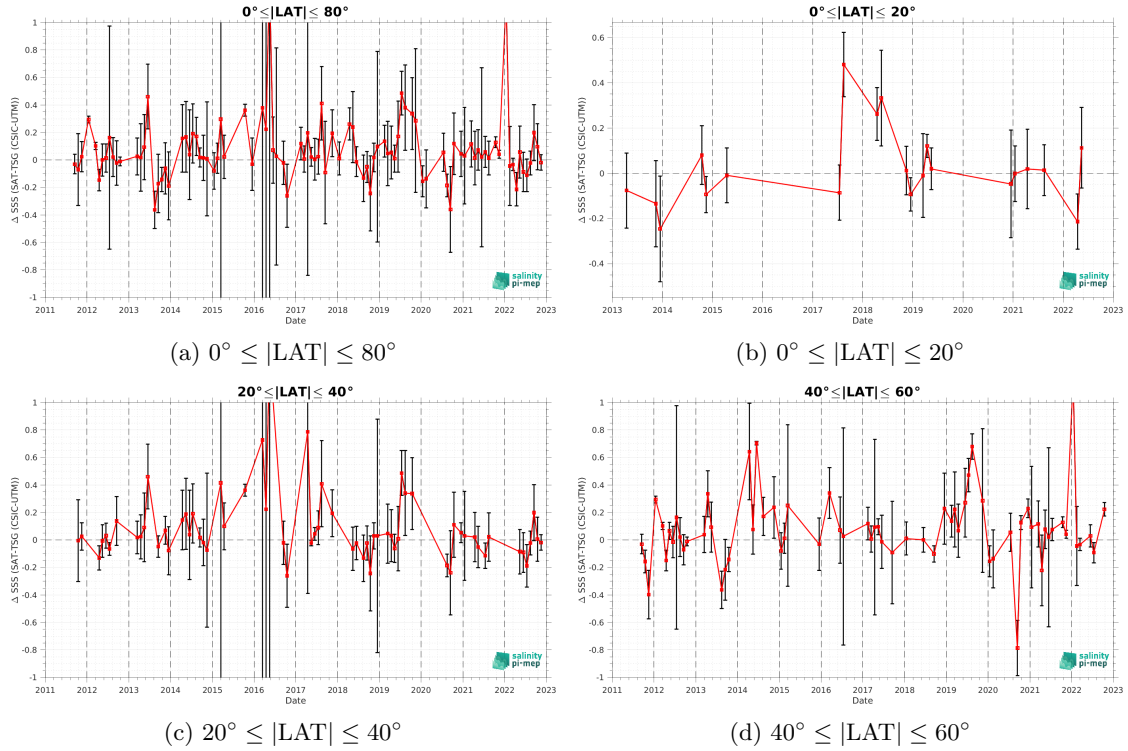 0°≤|LAT|≤ 80°
Δ SSS (SAT-TSG (CSIC-UTM))
1
0.8
0.6
0.4
0.2
0
-0.2
-0.4
-0.6
-0.8
-1
2011 2012 2013 2014 2015 2016 2017 2018 2019 2020 2021 2022 2023
Date
salinity
pi-mep
(a) 0° ≤ |LAT| ≤ 80°
0°≤|LAT|≤ 20°
Δ SSS (SAT-TSG (CSIC-UTM))
0.6
0.4
0.2
0
-0.2
-0.4
2013 2014 2015 2016 2017 2018 2019 2020 2021 2022 2023
Date
salinity
pi-mep
(b) 0° ≤ |LAT| ≤ 20°
20°≤|LAT|≤ 40°
Δ SSS (SAT-TSG (CSIC-UTM))
1
0.8
0.6
0.4
0.2
0
-0.2
-0.4
-0.6
-0.8
-1
2011 2012 2013 2014 2015 2016 2017 2018 2019 2020 2021 2022 2023
Date
salinity
pi-mep
(c) 20° ≤ |LAT| ≤ 40°
40°≤|LAT|≤ 60°
Δ SSS (SAT-TSG (CSIC-UTM))
1
0.8
0.6
0.4
0.2
0
-0.2
-0.4
-0.6
-0.8
-1
2011 2012 2013 2014 2015 2016 2017 2018 2019 2020 2021 2022 2023
Date
salinity
pi-mep
(d) 40° ≤ |LAT| ≤ 60°